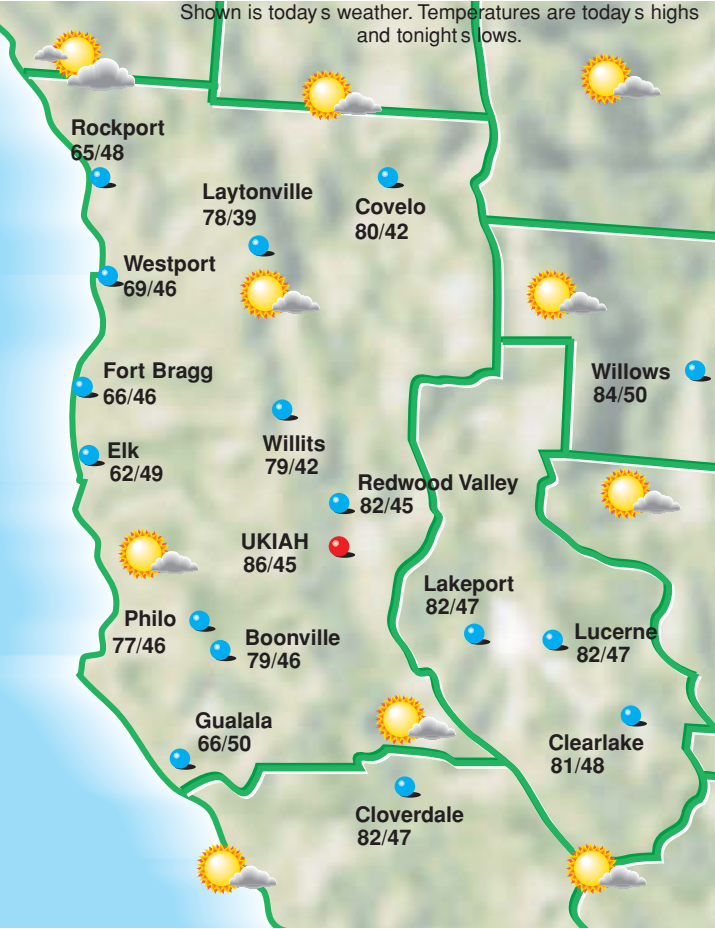 Shown is today s weather. Temperatures are today s highs
and tonight s lows.
Rockport
65/48
Laytonville
78/39
Covelo
80/42
Westport
69/46
Fort Bragg
66/46
Willows
84/50
Elk
62/49
Willits
79/42
Redwood Valley
82/45
UKIAH
86/45
Lakeport
82/47
Philo
77/46
Boonville
79/46
Lucerne
82/47
Gualala
66/50
Clearlake
81/48
Cloverdale
82/47